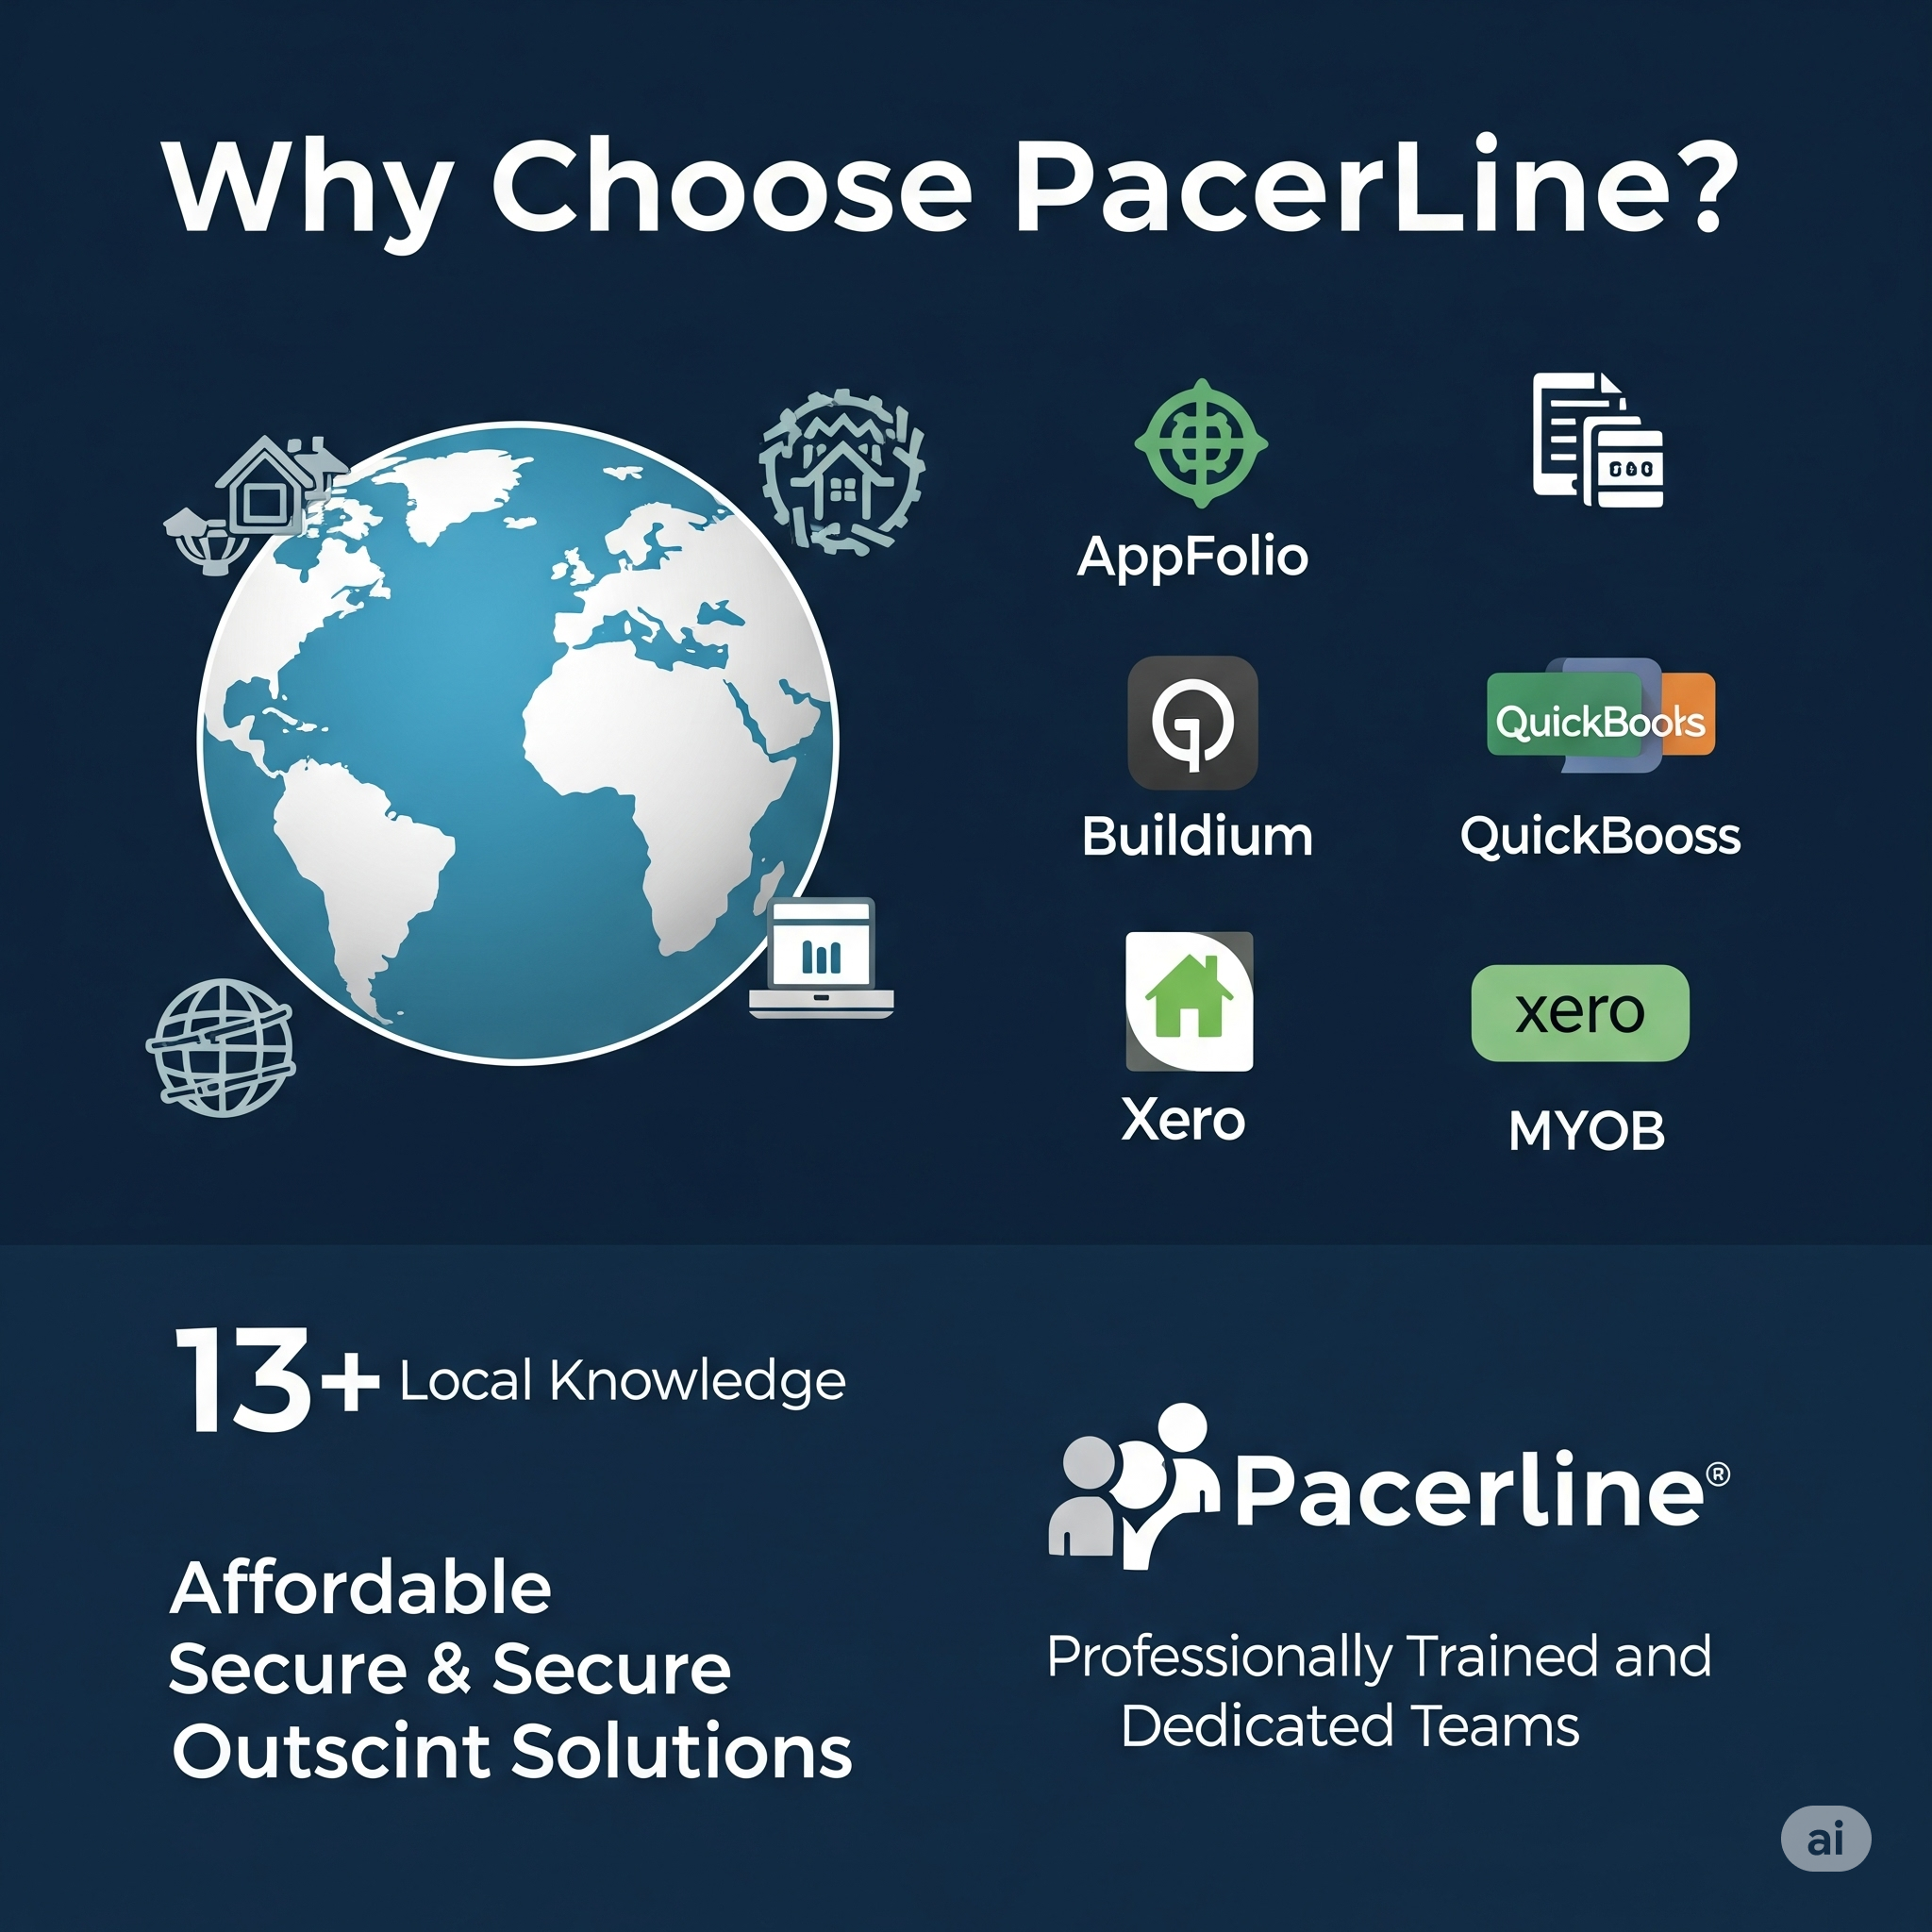 Why Choose PacerLine?
AppFolio
Buildium
QuickBooks
QuickBooss
Xero
xero
MYOB
13+ Local Knowledge
Affordable
Secure & Secure
Outscint Solutions
Pacerline®
Professionally Trained and
Dedicated Teams
ai